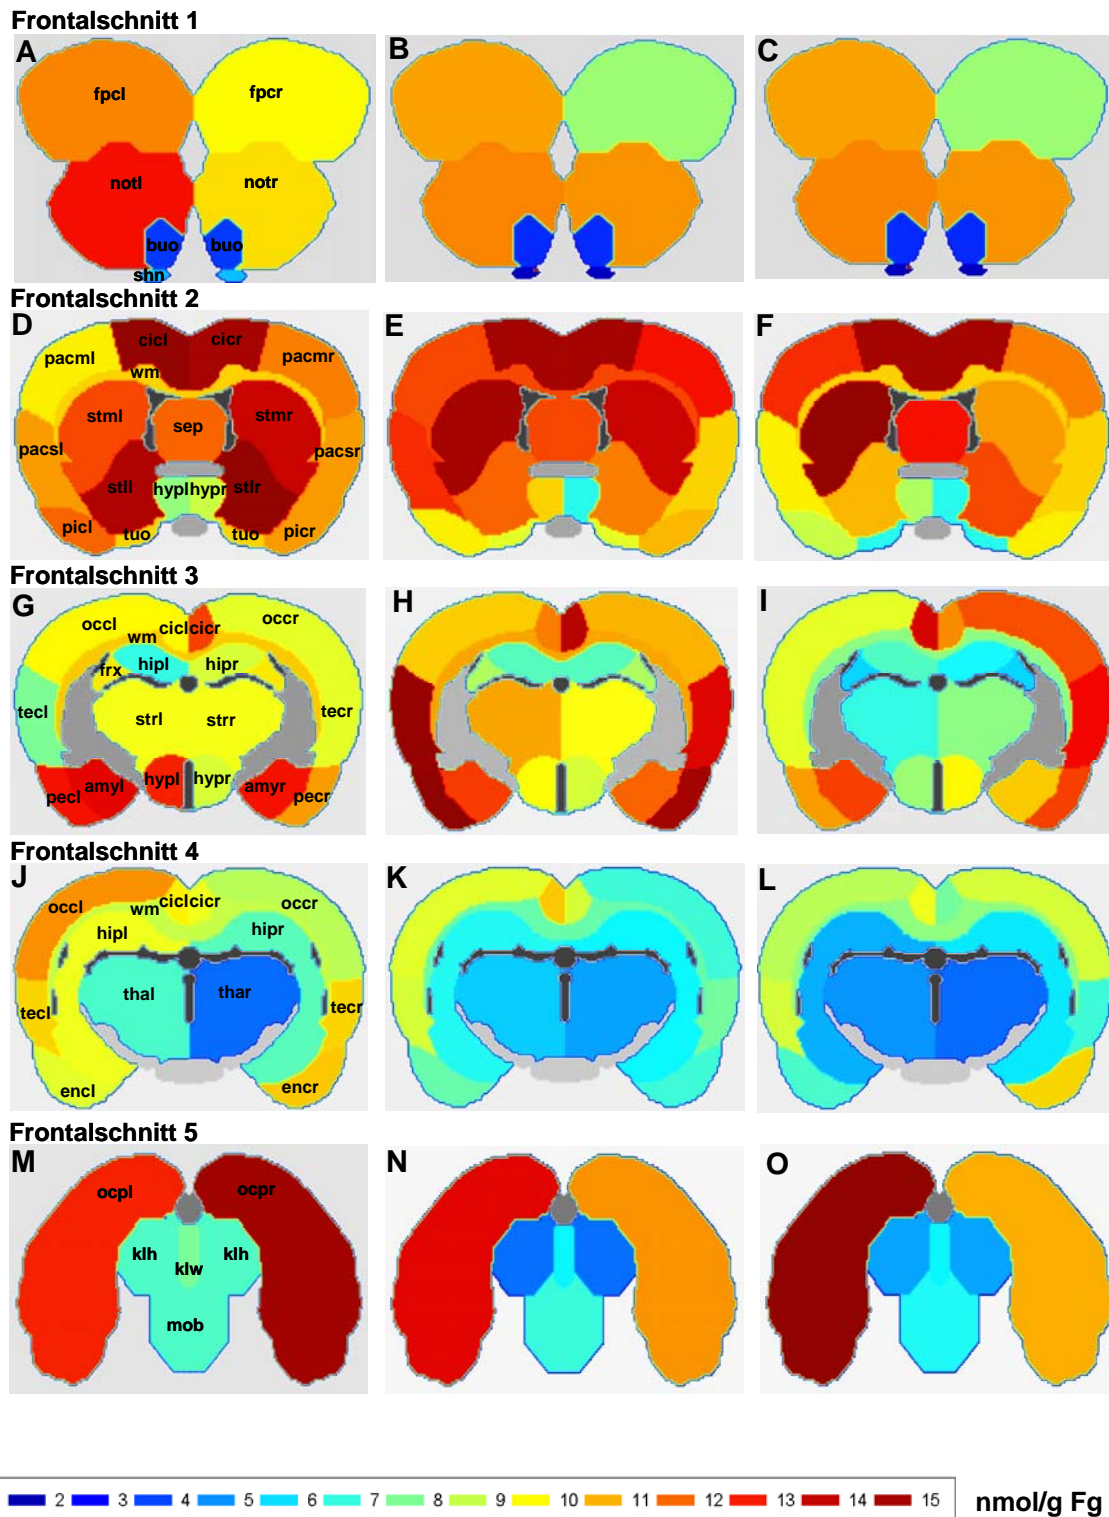 Frontalschnitt 1
A B C
fpcl fpcr
notl notr
buo buo
shn
Frontalschnitt 2
D E F
cicl cicr
pacml pacmr
wm
stml stmr
sep
pacsl pacsr
stll hypl hypr stlr
picl tuo tuo picr
Frontalschnitt 3
G H I
occl wm cicl cicr occr
frx hipl hipr
tecl strl strr tecr
pecl amyl hypl hypr amyr pecr
Frontalschnitt 4
J K L
occl wm cicl cicr occr
hipl hipr
thal thar
tecl tecr
encl encr
Frontalschnitt 5
M N O
ocpl ocpr
klh klw klh
mob
2 3 4 5 6 7 8 9 10 11 12 13 14 15 nmol/g Fg